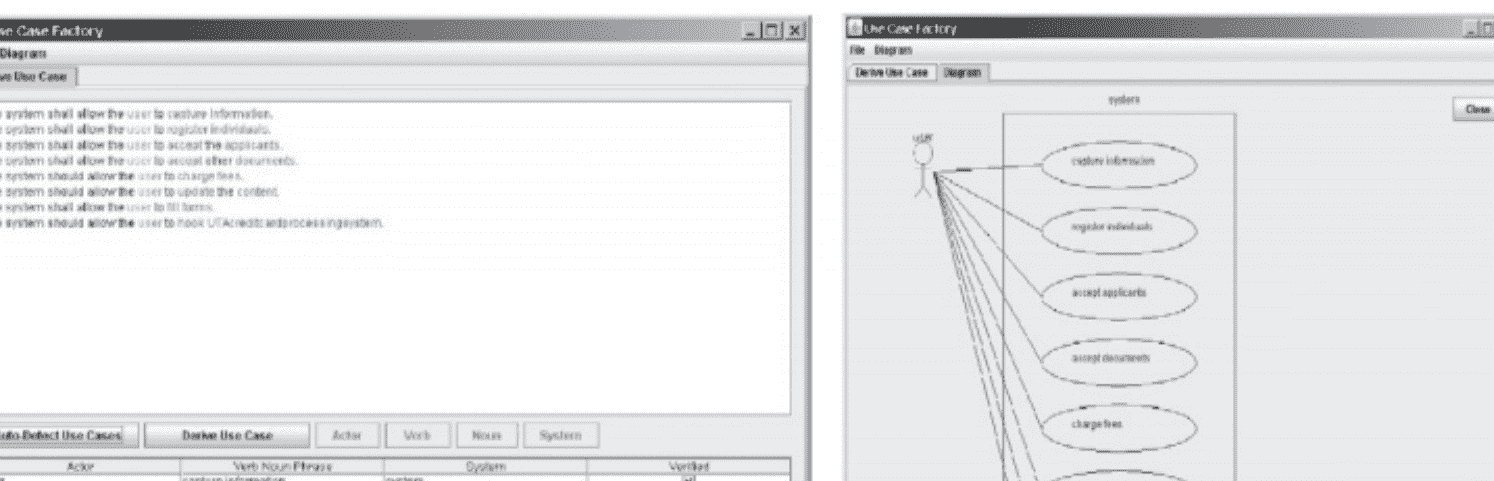 se Case Factory
Diagram
ve Use Case
system shall allow the user to capture information.
system shall allow the user to register individuals.
system shall allow the user to accept the applicants.
system shall allow the user to accept other documents.
system should allow the user to charge fees.
system should allow the user to update the content.
system shall allow the user to fill forms.
system should allow the user to hook UTAcreditcardprocessingsystem.
uto-Detect Use Cases Derive Use Case Actor Verb Noun System
Actor Verb Noun Phrase System Verified
capture information system
Use Case Factory
File Diagram
Derive Use Case Diagram
system
Close
user
capture information
register individuals
accept applicants
accept documents
charge fees